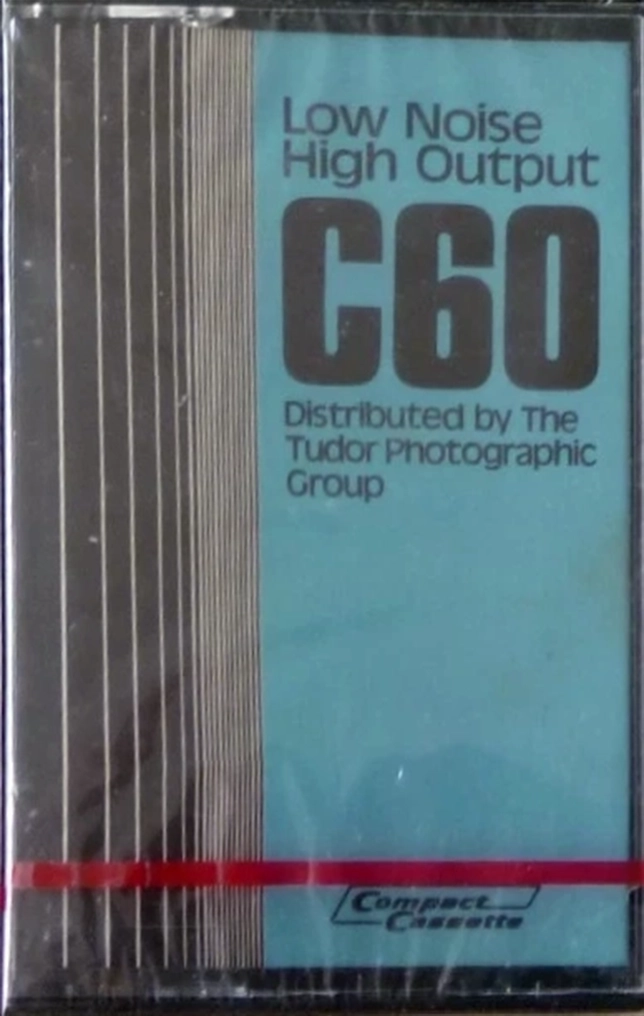 Low Noise
High Output
C60
Distributed by The
Tudor Photographic
Group
Compact
Cassette